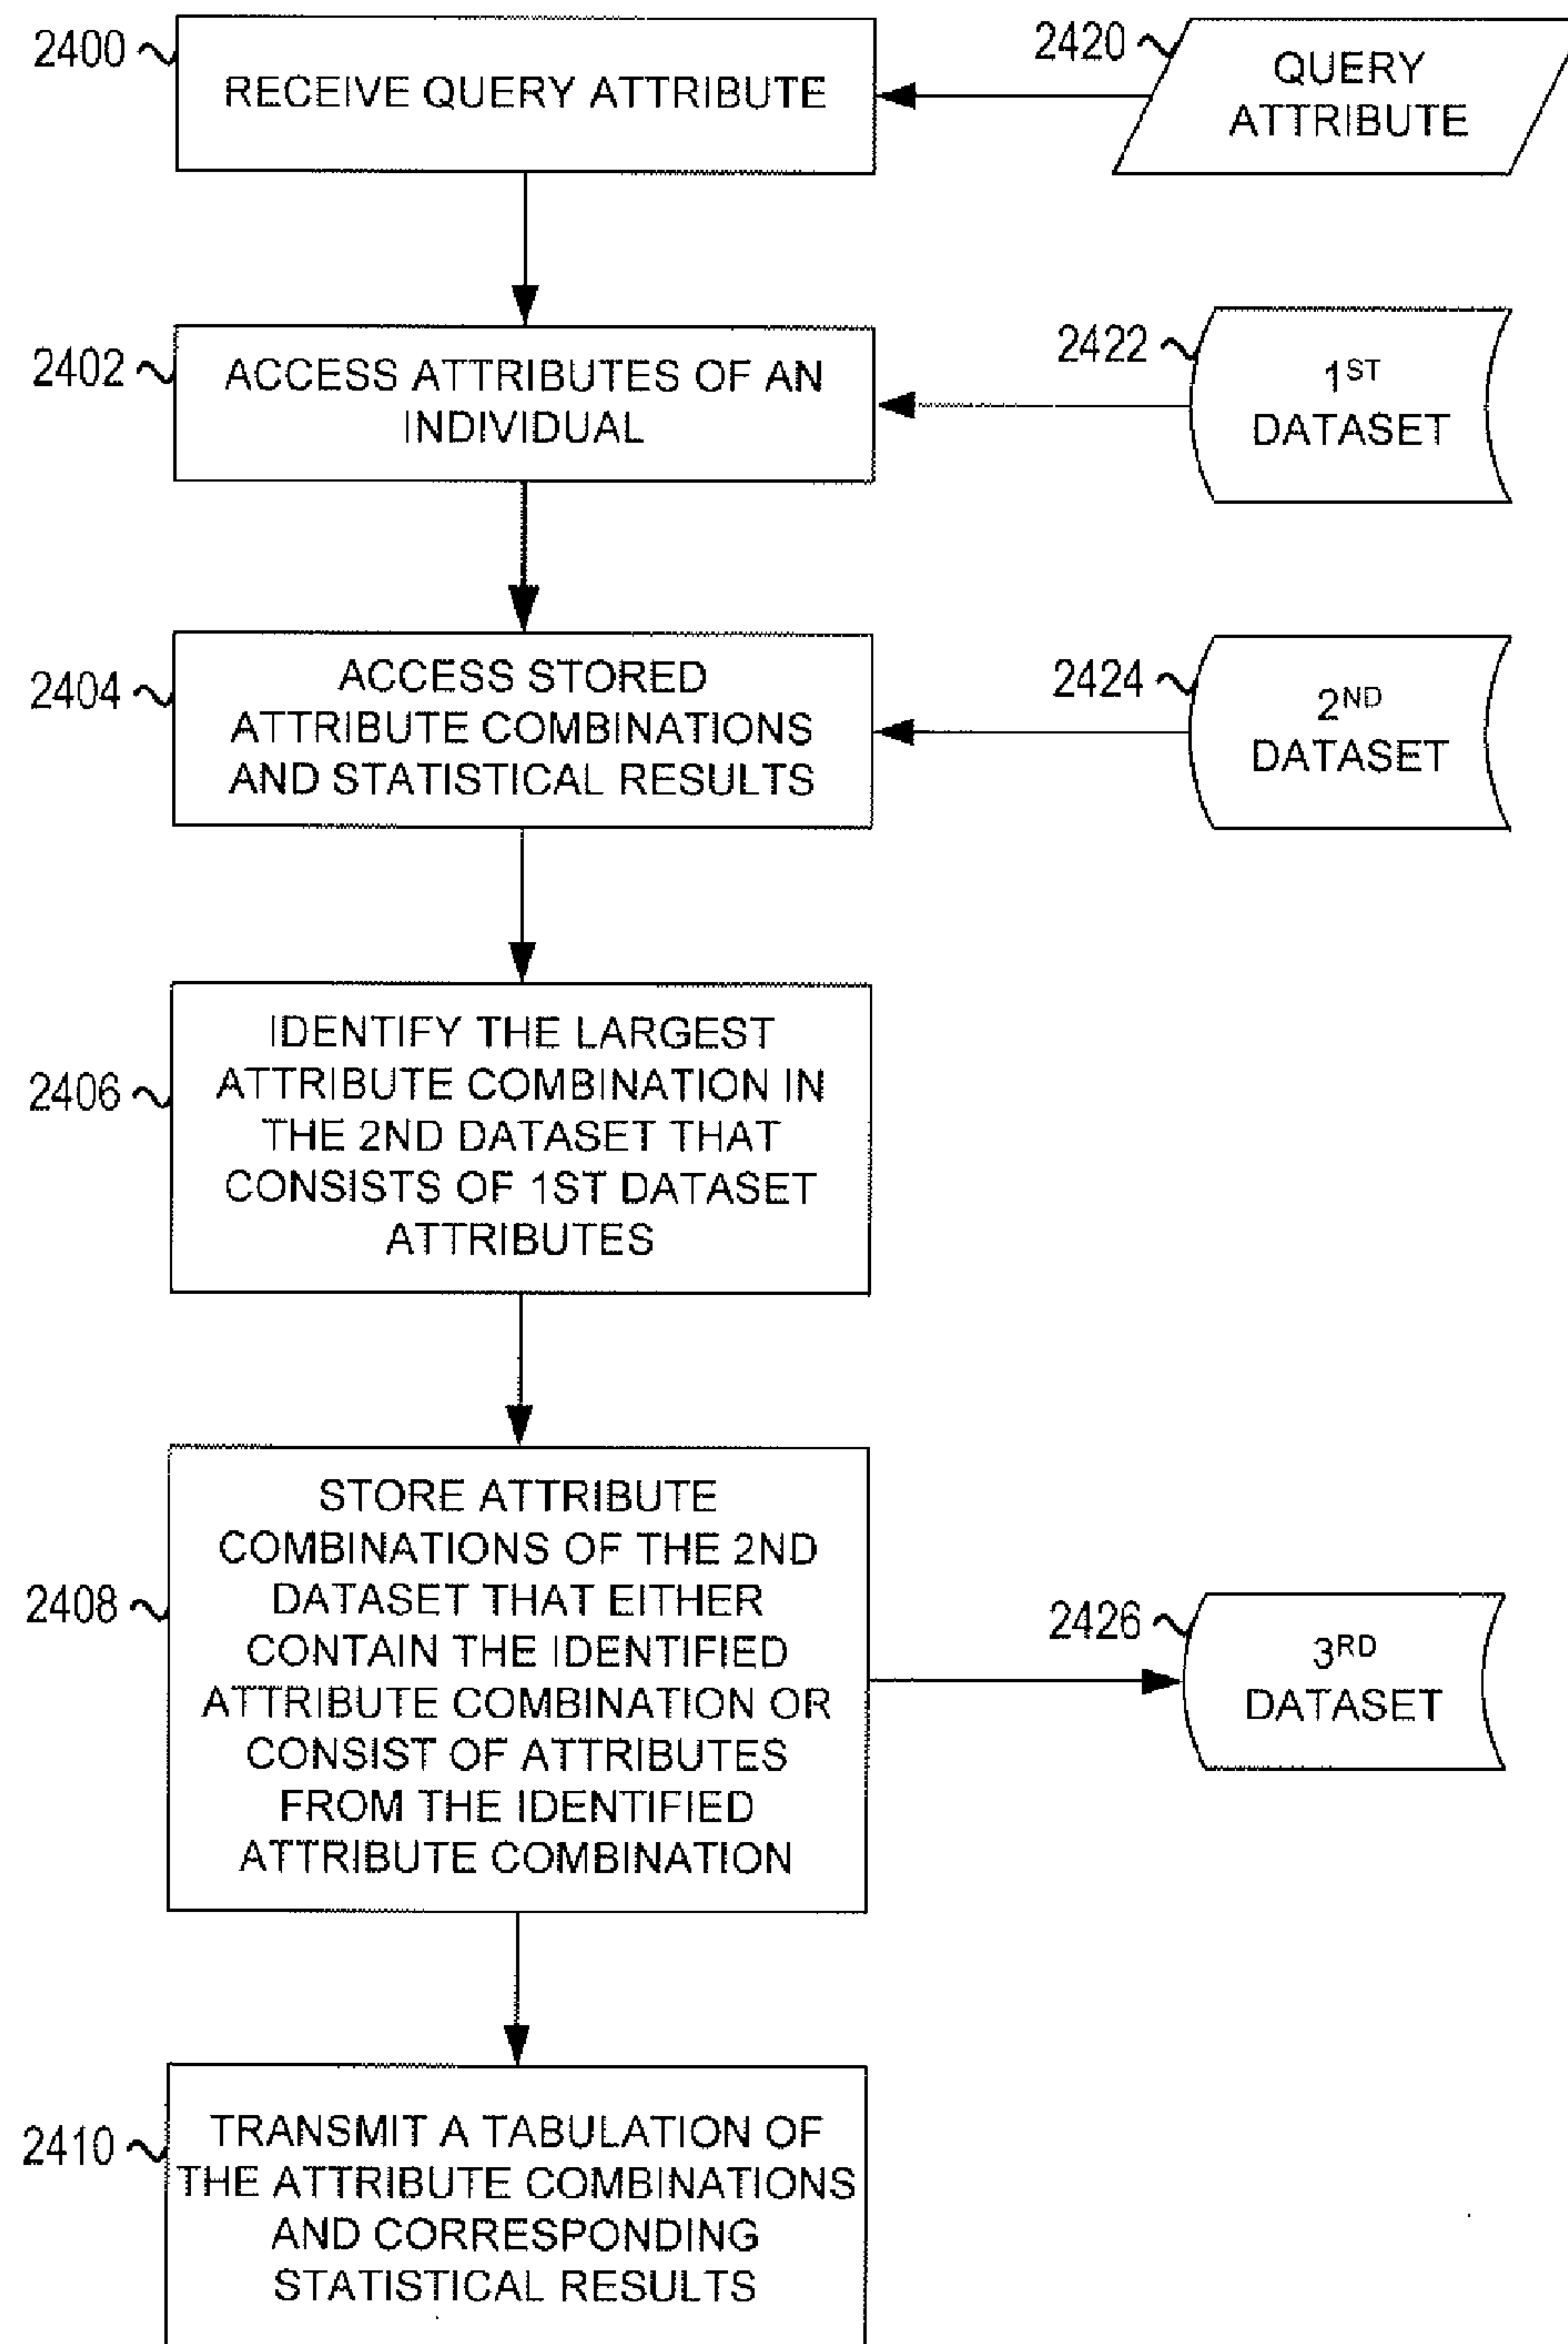 2400
RECEIVE QUERY ATTRIBUTE
2420
QUERY
ATTRIBUTE
2402
ACCESS ATTRIBUTES OF AN
INDIVIDUAL
2422
1ST
DATASET
2404
ACCESS STORED
ATTRIBUTE COMBINATIONS
AND STATISTICAL RESULTS
2424
2ND
DATASET
2406
IDENTIFY THE LARGEST
ATTRIBUTE COMBINATION IN
THE 2ND DATASET THAT
CONSISTS OF 1ST DATASET
ATTRIBUTES
2408
STORE ATTRIBUTE
COMBINATIONS OF THE 2ND
DATASET THAT EITHER
CONTAIN THE IDENTIFIED
ATTRIBUTE COMBINATION OR
CONSIST OF ATTRIBUTES
FROM THE IDENTIFIED
ATTRIBUTE COMBINATION
2426
3RD
DATASET
2410
TRANSMIT A TABULATION OF
THE ATTRIBUTE COMBINATIONS
AND CORRESPONDING
STATISTICAL RESULTS